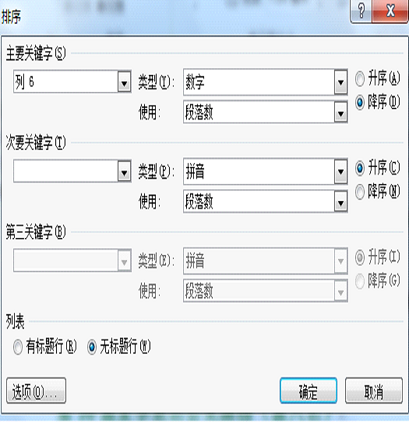 排序
主要关键字(S)
列 6 类型(Y): 数字 升序(A)
使用: 段落数 降序(D)
次要关键字(T)
类型(P): 拼音 升序(C)
使用: 段落数 降序(N)
第三关键字(B)
类型(E): 拼音 升序(I)
使用: 段落数 降序(G)
列表
有标题行(R) 无标题行(W)
选项(O)... 确定 取消